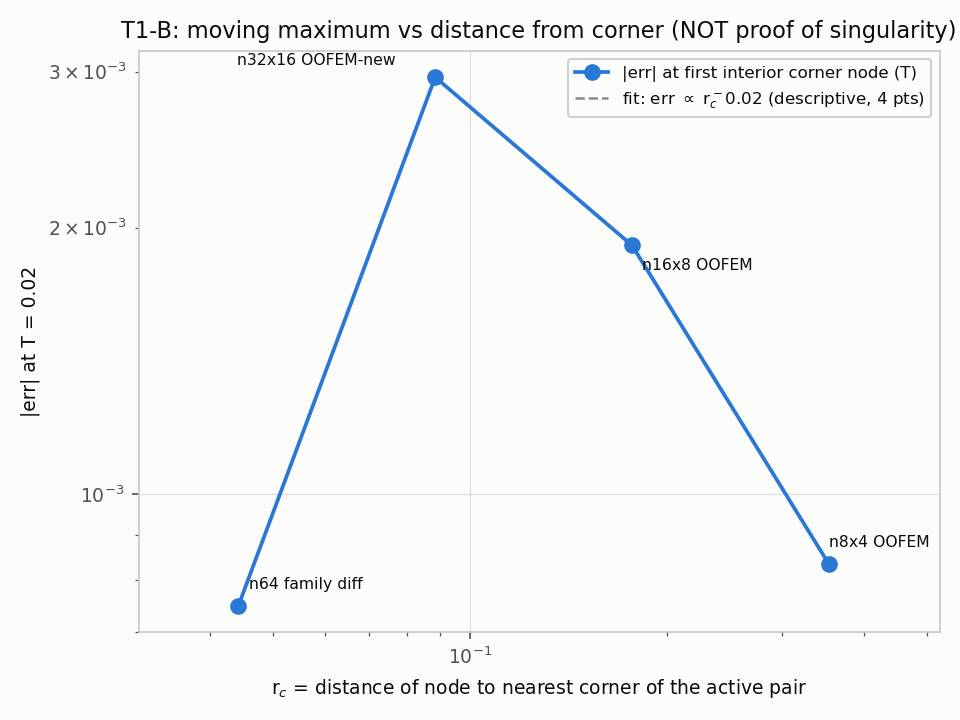 T1-B: moving maximum vs distance from corner (NOT proof of singularity)
n32x16 OOFEM-new
|err| at first interior corner node (T)
fit: err ∝ r_c^-0.02 (descriptive, 4 pts)
3 × 10⁻³
2 × 10⁻³
10⁻³
n16x8 OOFEM
n8x4 OOFEM
n64 family diff
|err| at T = 0.02
10⁻¹
r_c = distance of node to nearest corner of the active pair